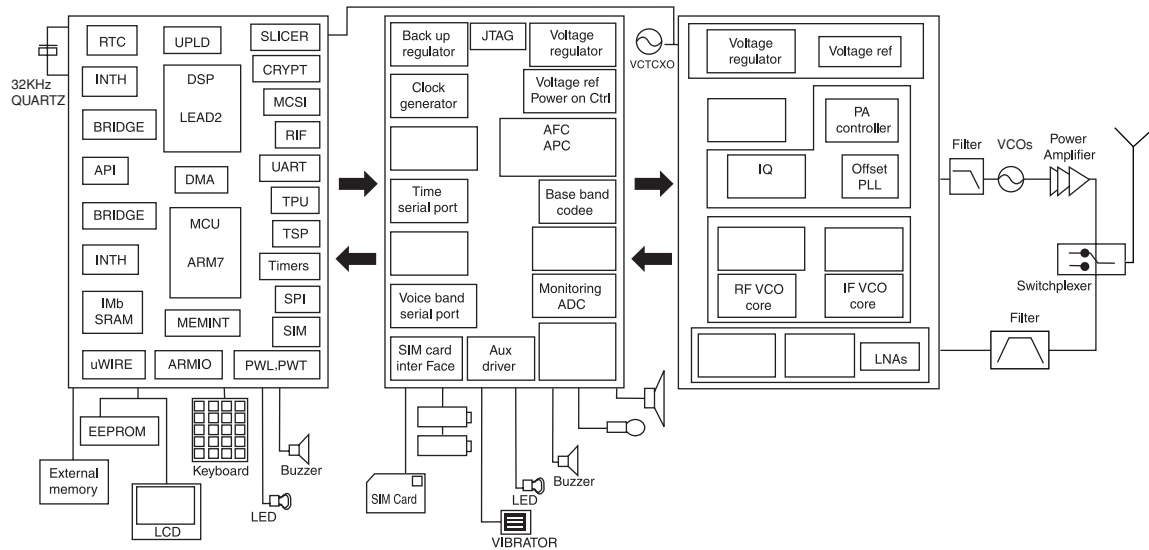 32KHz
QUARTZ
RTC
UPLD
SLICER
INTH
DSP
LEAD2
CRYPT
MCSI
BRIDGE
RIF
API
DMA
UART
TPU
BRIDGE
MCU
ARM7
TSP
INTH
Timers
IMb
SRAM
MEMINT
SPI
SIM
uWIRE
ARMIO
PWL,PWT
EEPROM
External
memory
LCD
Keyboard
LED
Buzzer
Back up
regulator
JTAG
Voltage
regulator
Clock
generator
Voltage ref
Power on Ctrl
AFC
APC
Time
serial port
Base band
codee
Voice band
serial port
Monitoring
ADC
SIM card
inter Face
Aux
driver
SIM Card
VIBRATOR
LED
Buzzer
VCTCXO
Voltage
regulator
Voltage ref
PA
controller
IQ
Offset
PLL
RF VCO
core
IF VCO
core
LNAs
Filter
VCOs
Power
Amplifier
Switchplexer
Filter